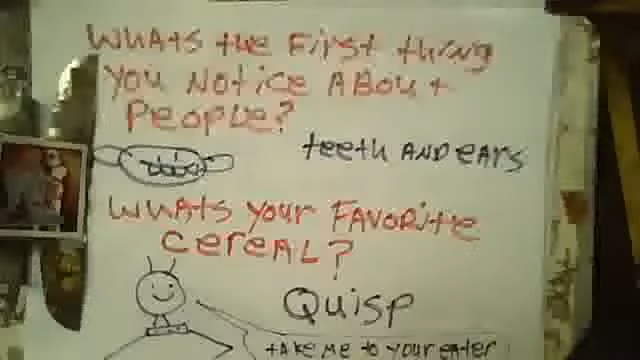 WHAts the First thing
YOU NOtice ABOUt
PEOPLE?
teeth AND EARS
WHAts YOUR FAVORite
CEREAL?
QUISP
tAKE ME to YOUR EAtER